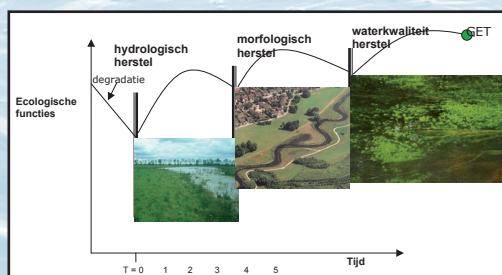 hydrologisch
herstel
morfologisch
herstel
waterkwaliteit
herstel
GET
degradatie
Ecologische
functies
Tijd
T = 0 1 2 3 4 5